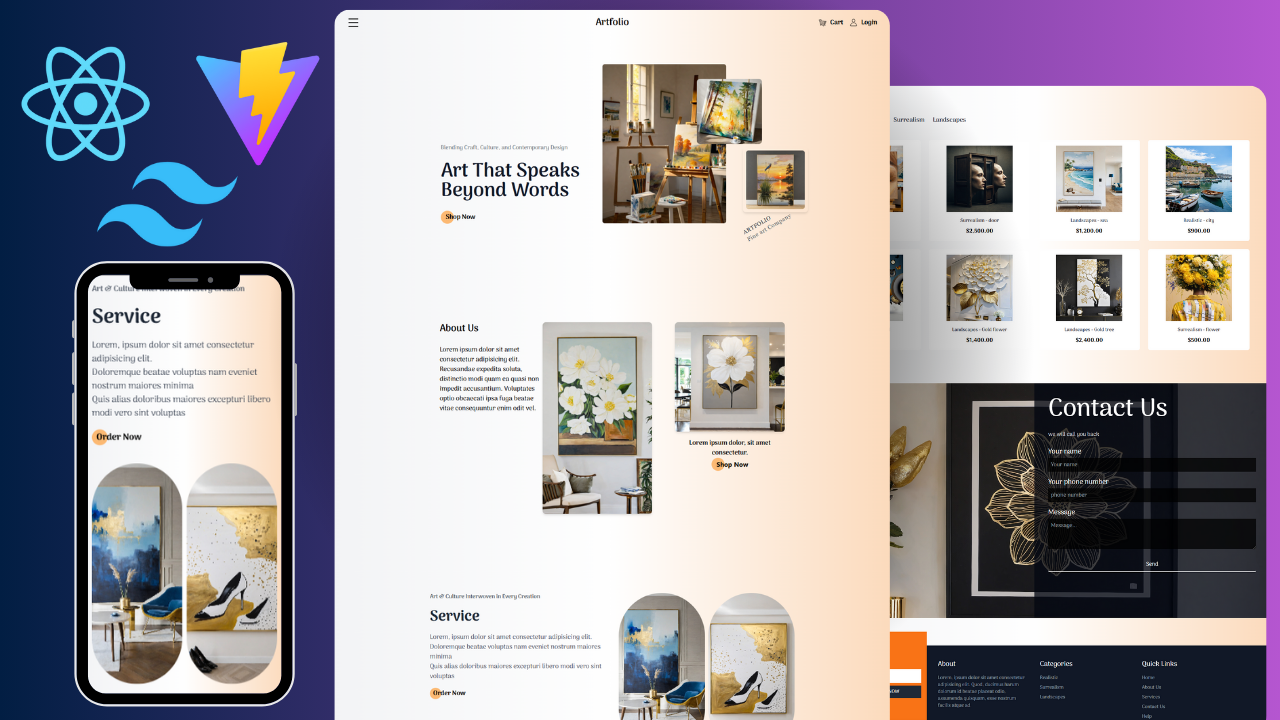 Art & Culture Interwoven In Every Creation
Service
Lorem, ipsum dolor sit amet consectetur
adipisicing elit.
Doloremque beatae voluptas nam eveniet
nostrum maiores minima
Quis alias doloribus maiores excepturi libero
modi vero sint voluptas
Order Now
Artfolio
Cart
Login
Blending Craft, Culture, and Contemporary Design
Art That Speaks
Beyond Words
Shop Now
ARTFOLIO
Fine art Company
About Us
Lorem ipsum dolor sit amet
consectetur adipisicing elit.
Recusandae expedita soluta,
distinctio modi quam ea quasi non
impedit accusantium. Voluptates
optio obcaecati ipsa fuga beatae
vitae consequuntur enim odit vel.
Lorem ipsum dolor, sit amet
consectetur.
Shop Now
Art & Culture Interwoven In Every Creation
Service
Lorem, ipsum dolor sit amet consectetur adipisicing elit.
Doloremque beatae voluptas nam eveniet nostrum maiores
minima
Quis alias doloribus maiores excepturi libero modi vero sint
voluptas
Order Now
Surrealism
Landscapes
Surrealism - door
$2,500.00
Landscapes - sea
$1,200.00
Realistic - city
$900.00
Landscapes - Gold flower
$1,400.00
Landscapes - Gold tree
$2,400.00
Surrealism - flower
$500.00
Contact Us
we will call you back
Your name
Your name
Your phone number
phone number
Message
Message...
Send
About
Categories
Realistic
Surrealism
Landscapes
Quick Links
Home
About Us
Services
Contact Us
Help